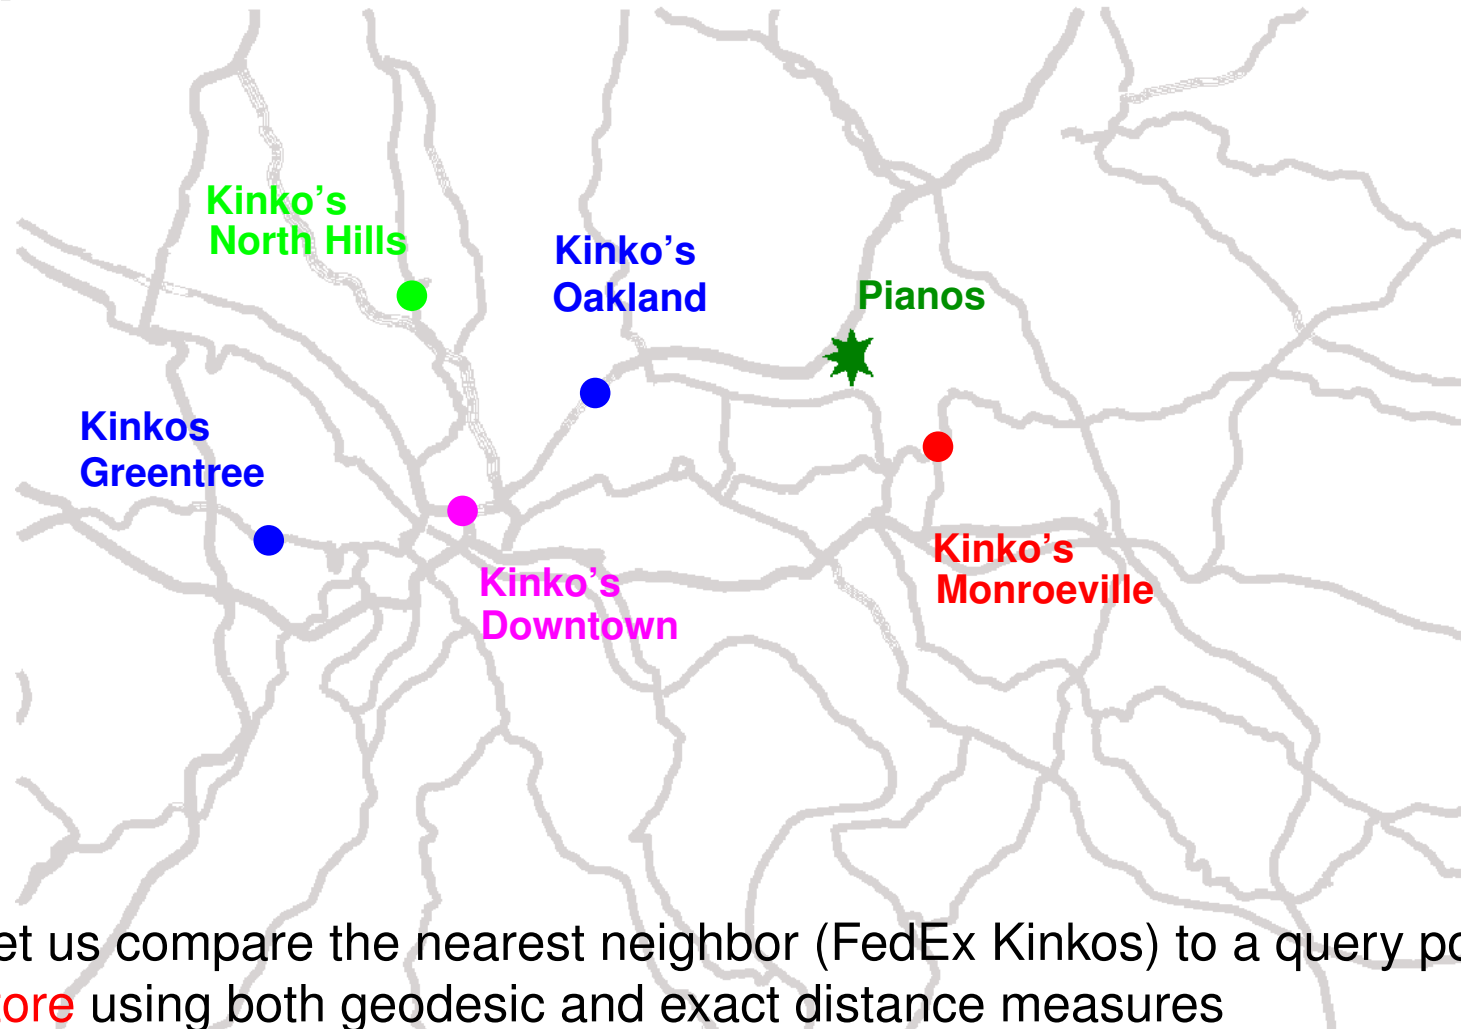 Kinko's
North Hills
Kinko's
Oakland
Pianos
Kinkos
Greentree
Kinko's
Monroeville
Kinko's
Downtown
et us compare the nearest neighbor (FedEx Kinkos) to a query po
tore using both geodesic and exact distance measures